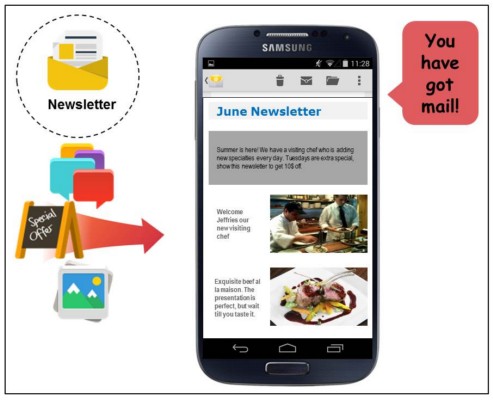 Newsletter
Special
Offer
SAMSUNG
11:28
June Newsletter
Summer is here! We have a visting chef who is adding
new specialties every day. Tuesdays are extra special,
show this newsletter to get 10$ off.
Welcome
Jeffries our
new visiting
chef
Exquisite beef al
la maison. The
presentation is
perfect, but wait
till you taste it.
You
have
got
mail!